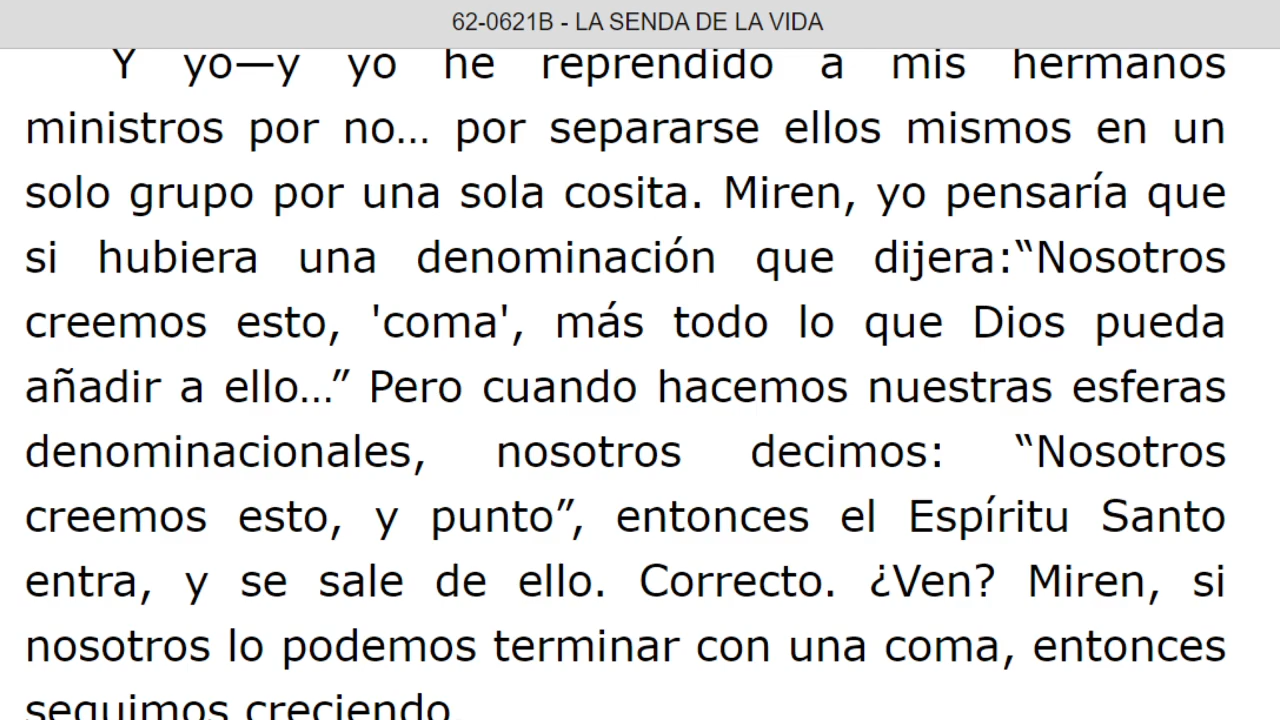 62-0621B - LA SENDA DE LA VIDA
Y yo—y yo he reprendido a mis hermanos
ministros por no... por separarse ellos mismos en un
solo grupo por una sola cosita. Miren, yo pensaría que
si hubiera una denominación que dijera:“Nosotros
creemos esto, 'coma', más todo lo que Dios pueda
añadir a ello...” Pero cuando hacemos nuestras esferas
denominacionales, nosotros decimos: “Nosotros
creemos esto, y punto”, entonces el Espíritu Santo
entra, y se sale de ello. Correcto. ¿Ven? Miren, si
nosotros lo podemos terminar con una coma, entonces
seguimos creciendo.